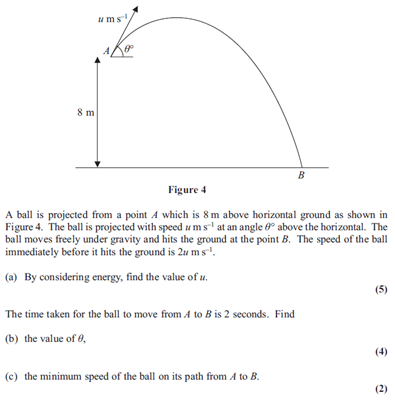 u m s⁻¹
A θ°
8 m
B
Figure 4
A ball is projected from a point A which is 8 m above horizontal ground as shown in
Figure 4. The ball is projected with speed u m s⁻¹ at an angle θ° above the horizontal. The
ball moves freely under gravity and hits the ground at the point B. The speed of the ball
immediately before it hits the ground is 2u m s⁻¹.
(a) By considering energy, find the value of u.
(5)
The time taken for the ball to move from A to B is 2 seconds. Find
(b) the value of θ,
(4)
(c) the minimum speed of the ball on its path from A to B.
(2)